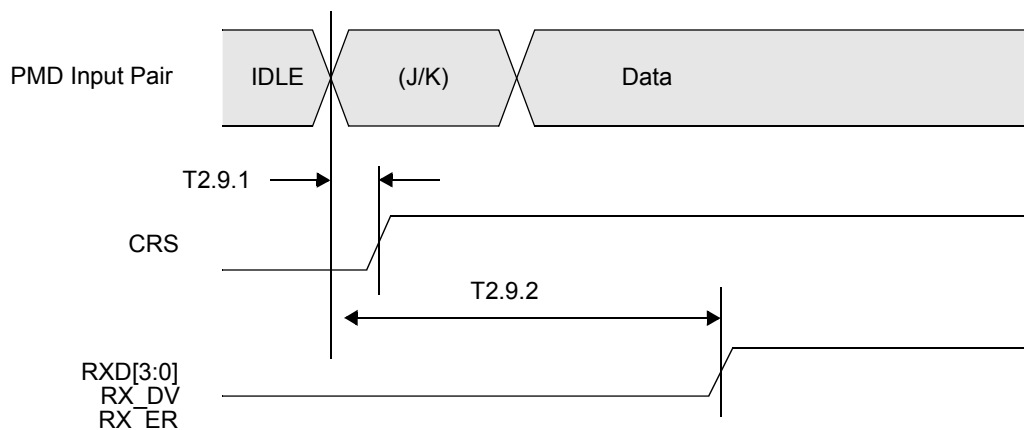 PMD Input Pair
IDLE
(J/K)
Data
T2.9.1
CRS
T2.9.2
RXD[3:0]
RX_DV
RX_ER